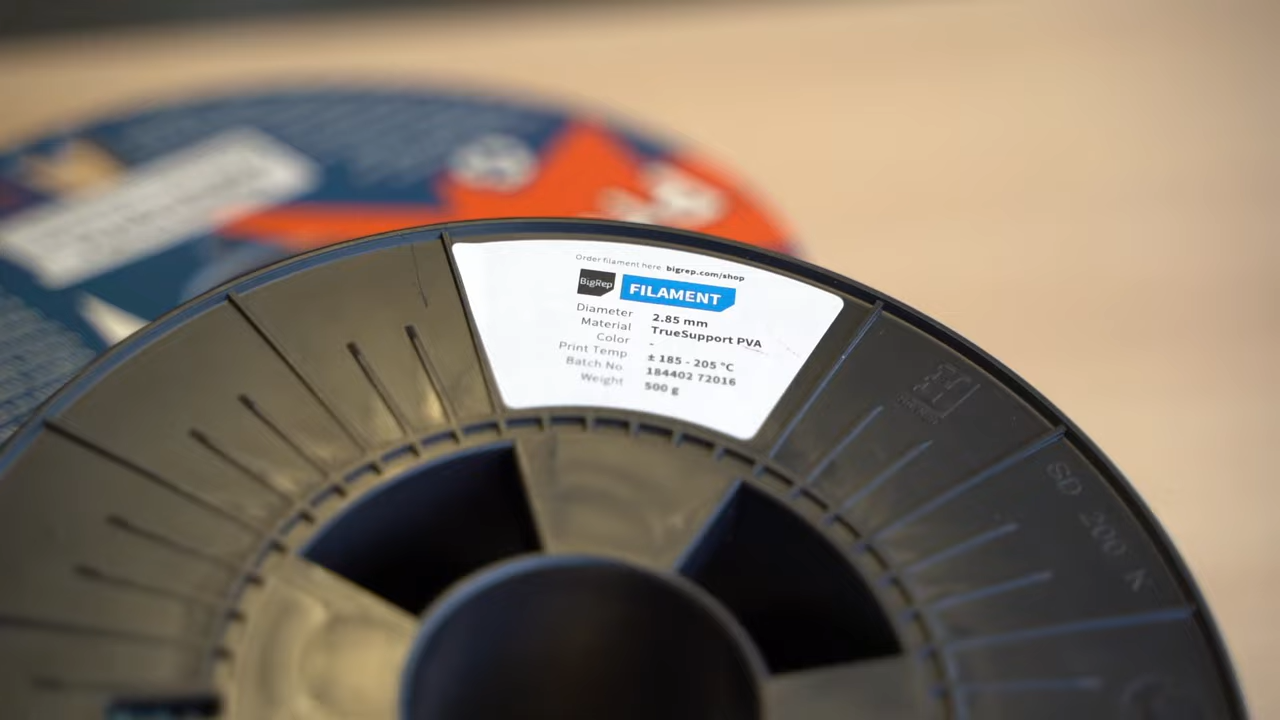 Order filament here bigrep.com/shop
BigRep FILAMENT
Diameter 2.85 mm
Material TrueSupport PVA
Color -
Print Temp ± 185 - 205 °C
Batch No 184402 72016
Weight 500 g
SD 200 K